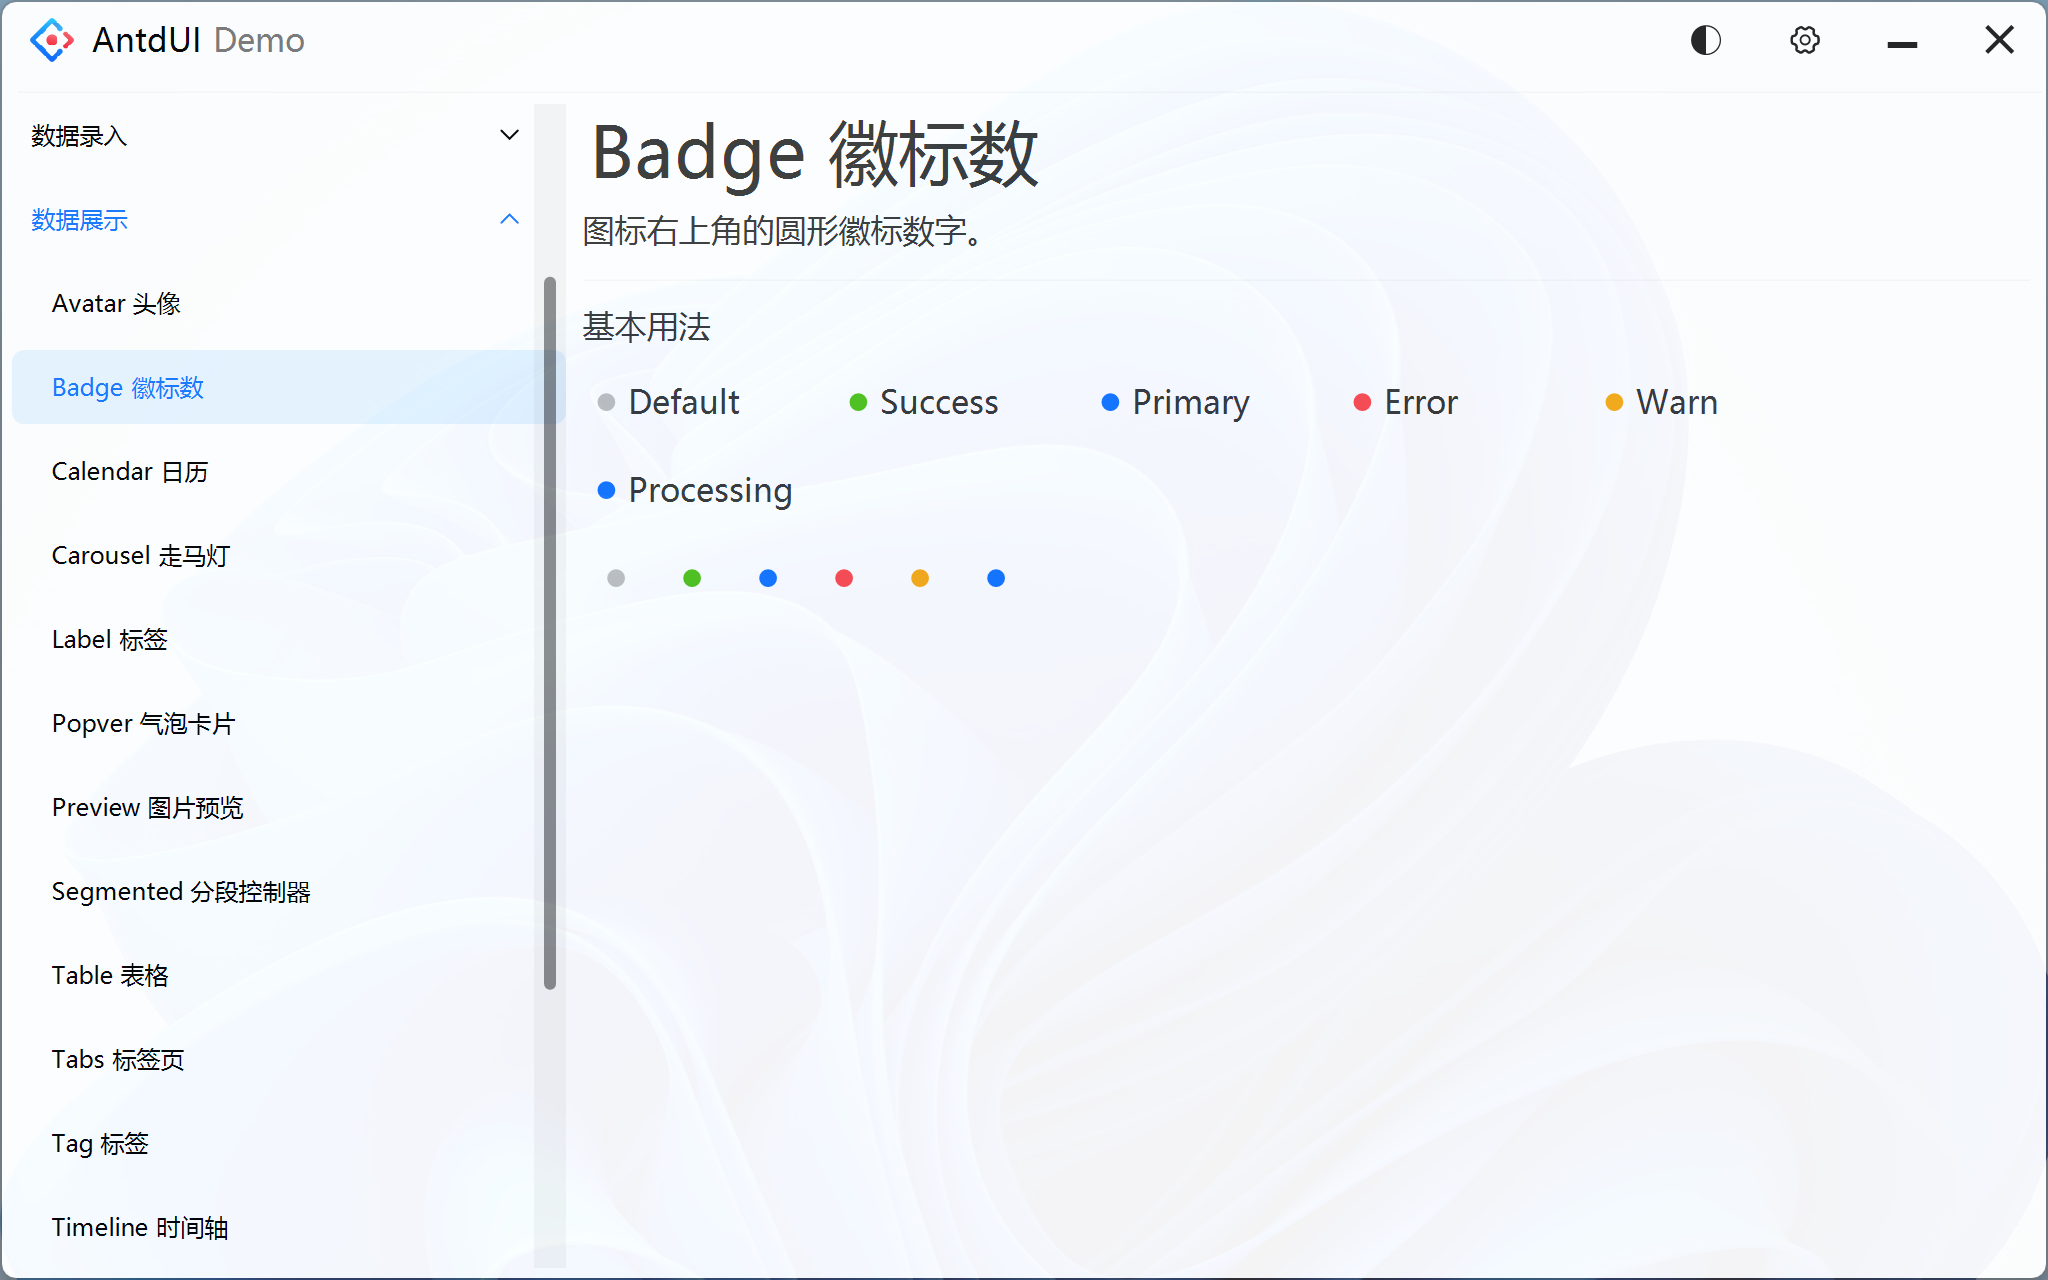 AntdUI Demo
数据录入
数据展示
Avatar 头像
Badge 徽标数
Calendar 日历
Carousel 走马灯
Label 标签
Popver 气泡卡片
Preview 图片预览
Segmented 分段控制器
Table 表格
Tabs 标签页
Tag 标签
Timeline 时间轴
Badge 徽标数
图标右上角的圆形徽标数字。
基本用法
Default Success Primary Error Warn
Processing